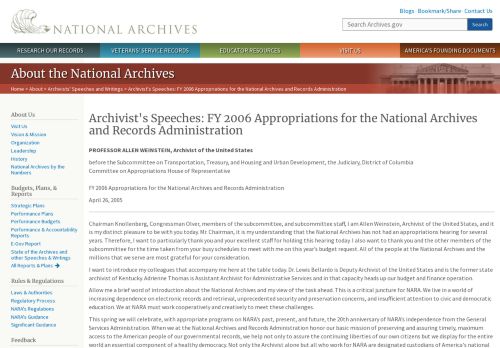 Blogs · Bookmark/Share · Contact Us
NATIONAL ARCHIVES
Search Archives.gov
Search
RESEARCH OUR RECORDS
VETERANS' SERVICE RECORDS
EDUCATOR RESOURCES
VISIT US
AMERICA'S FOUNDING DOCUMENTS
About the National Archives
Home > About > Archivists' Speeches and Writings > Archivist's Speeches: FY 2006 Appropriations for the National Archives and Records Administration
About Us
Visit Us
Vision & Mission
Organization
Leadership
History
National Archives by the
Numbers
Budgets, Plans, &
Reports
Strategic Plans
Performance Plans
Performance Budgets
Performance & Accountability
Reports
E-Gov Report
State of the Archives and
other Speeches & Writings
All Reports & Plans
Rules & Regulations
Laws & Authorities
Regulatory Process
NARA's Regulations
NARA's Guidance
Significant Guidance
Feedback
Archivist's Speeches: FY 2006 Appropriations for the National Archives
and Records Administration
PROFESSOR ALLEN WEINSTEIN, Archivist of the United States
before the Subcommittee on Transportation, Treasury, and Housing and Urban Development, the Judiciary, District of Columbia
Committee on Appropriations House of Representative
FY 2006 Appropriations for the National Archives and Records Administration
April 26, 2005
Chairman Knollenberg, Congressman Olver, members of the subcommittee, and subcommittee staff, I am Allen Weinstein, Archivist of the United States, and it
is my distinct pleasure to be with you today. Mr. Chairman, it is my understanding that the National Archives has not had an appropriations hearing for several
years. Therefore, I want to particularly thank you and your excellent staff for holding this hearing today I also want to thank you and the other members of the
subcommittee for the time taken from your busy schedules to meet with me on this year's budget request. All of the people at the National Archives and the
millions that we serve are most grateful for your consideration.
I want to introduce my colleagues that accompany me here at the table today. Dr. Lewis Bellardo is Deputy Archivist of the United States and is the former state
archivist of Kentucky. Adrienne Thomas is Assistant Archivist for Administrative Services and in that capacity heads up our budget and finance operation.
Allow me a brief word of introduction about the National Archives and my view of the task ahead. This is a critical juncture for NARA. We live in a world of
increasing dependence on electronic records and retrieval, unprecedented security and preservation concerns, and insufficient attention to civic and democratic
education. We at NARA must work cooperatively and creatively to meet these challenges.
This spring we will celebrate, with appropriate programs on NARA's past, present, and future, the 20th anniversary of NARA's independence from the General
Services Administration. When we at the National Archives and Records Administration honor our basic mission of preserving and assuring timely, maximum
access to the American people of our governmental records, we help not only to assure the continuing liberties of our own citizens but we display for the entire
world an essential component of a healthy democracy. Not only the Archivist alone but all who work for NARA are designated custodians of America's national